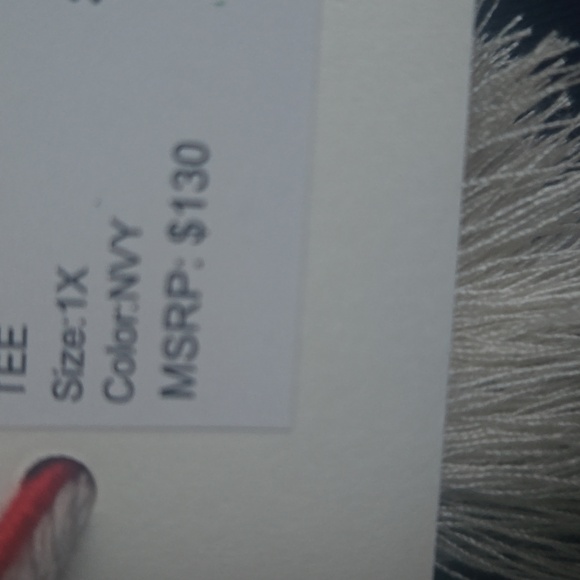 TEE
Size:1X
Color:NVY
MSRP: $130